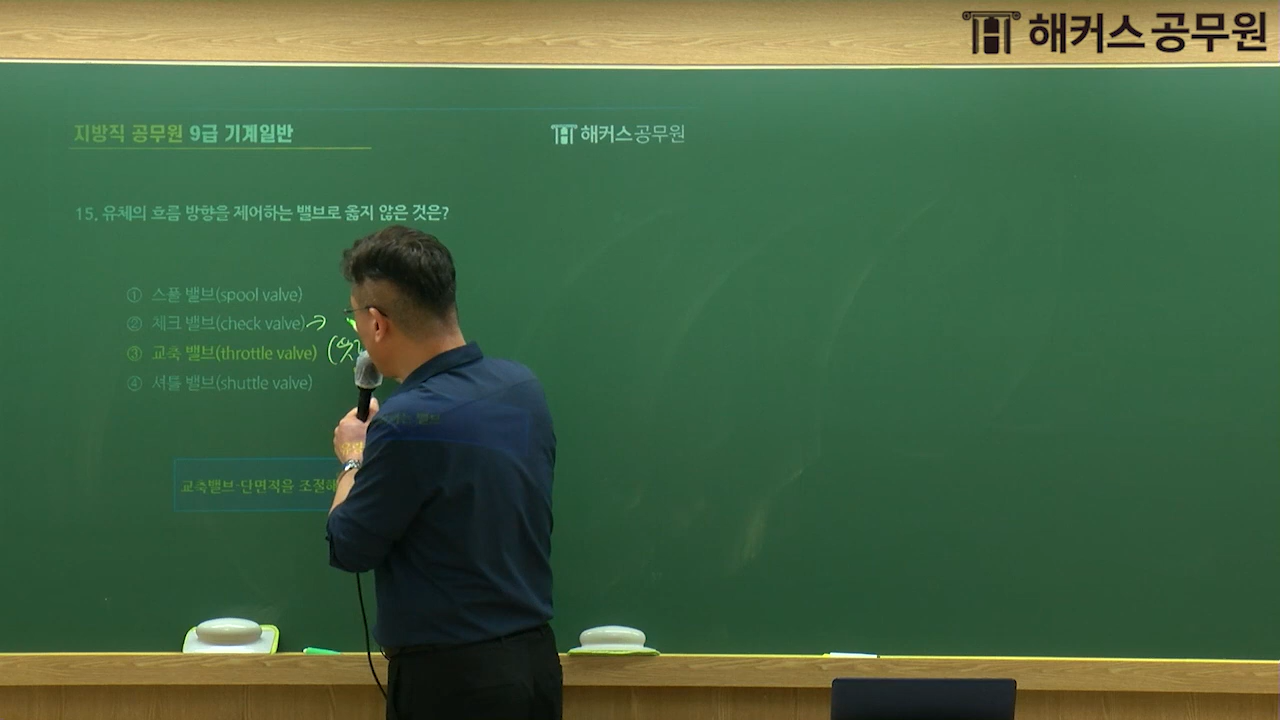 해커스공무원
지방직 공무원 9급 기계일반
해커스공무원
15. 유체의 흐름 방향을 제어하는 밸브로 옳지 않은 것은?
① 스풀 밸브(spool valve)
② 체크 밸브(check valve)
③ 교축 밸브(throttle valve)
④ 셔틀 밸브(shuttle valve)
교축밸브-단면적을 조절해 밸브